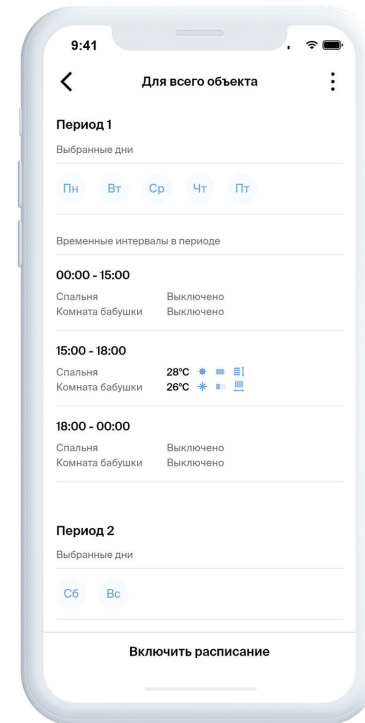 9:41
Для всего объекта
Период 1
Выбранные дни
Пн Вт Ср Чт Пт
Временные интервалы в периоде
00:00 - 15:00
Спальня Выключено
Комната бабушки Выключено
15:00 - 18:00
Спальня 28°C
Комната бабушки 26°C
18:00 - 00:00
Спальня Выключено
Комната бабушки Выключено
Период 2
Выбранные дни
Сб Вс
Включить расписание